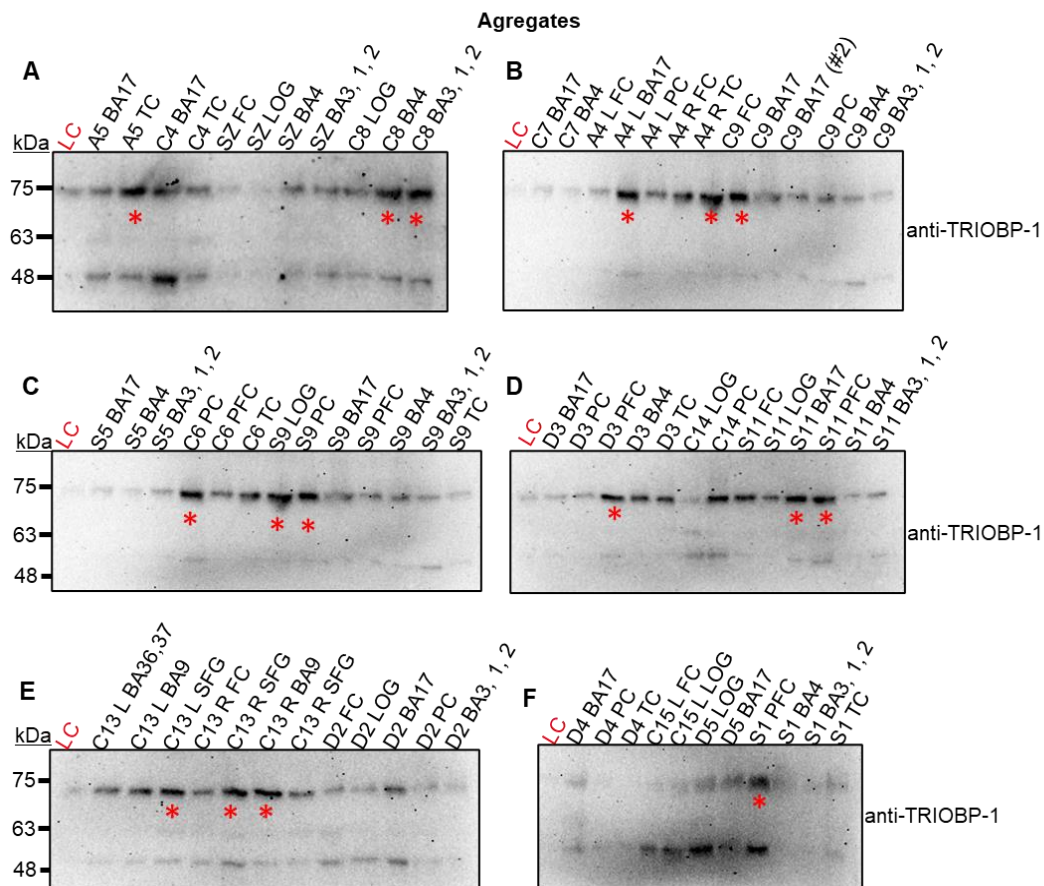 Agregates
A
LC
A5 BA17
A5 TC
C4 BA17
C4 TC
SZ FC
SZ LOG
SZ BA4
SZ BA3, 1, 2
C8 LOG
C8 BA4
C8 BA3, 1, 2
kDa
75
63
48
* * *
B
LC
C7 BA17
C7 BA4
A4 L FC
A4 L BA17
A4 L PC
A4 R FC
A4 R TC
C9 FC
C9 BA17
C9 BA17 (#2)
C9 PC
C9 BA4
C9 BA3, 1, 2
* * *
anti-TRIOBP-1
C
LC
S5 BA17
S5 BA4
S5 BA3, 1, 2
C6 PC
C6 PFC
C6 TC
S9 LOG
S9 PC
S9 BA17
S9 PFC
S9 BA4
S9 BA3, 1, 2
S9 TC
kDa
75
63
48
* * *
D
LC
D3 BA17
D3 PC
D3 PFC
D3 BA4
D3 TC
C14 LOG
C14 PC
S11 FC
S11 LOG
S11 BA17
S11 PFC
S11 BA4
S11 BA3, 1, 2
* * *
anti-TRIOBP-1
E
LC
C13 L BA36,37
C13 L BA9
C13 L SFG
C13 R FC
C13 R SFG
C13 R BA9
C13 R SFG
D2 FC
D2 LOG
D2 BA17
D2 PC
D2 BA3, 1, 2
kDa
75
63
48
* * *
F
LC
D4 BA17
D4 PC
D4 TC
C15 L FC
C15 L LOG
D5 LOG
D5 BA17
S1 PFC
S1 BA4
S1 BA3, 1, 2
S1 TC
*
anti-TRIOBP-1